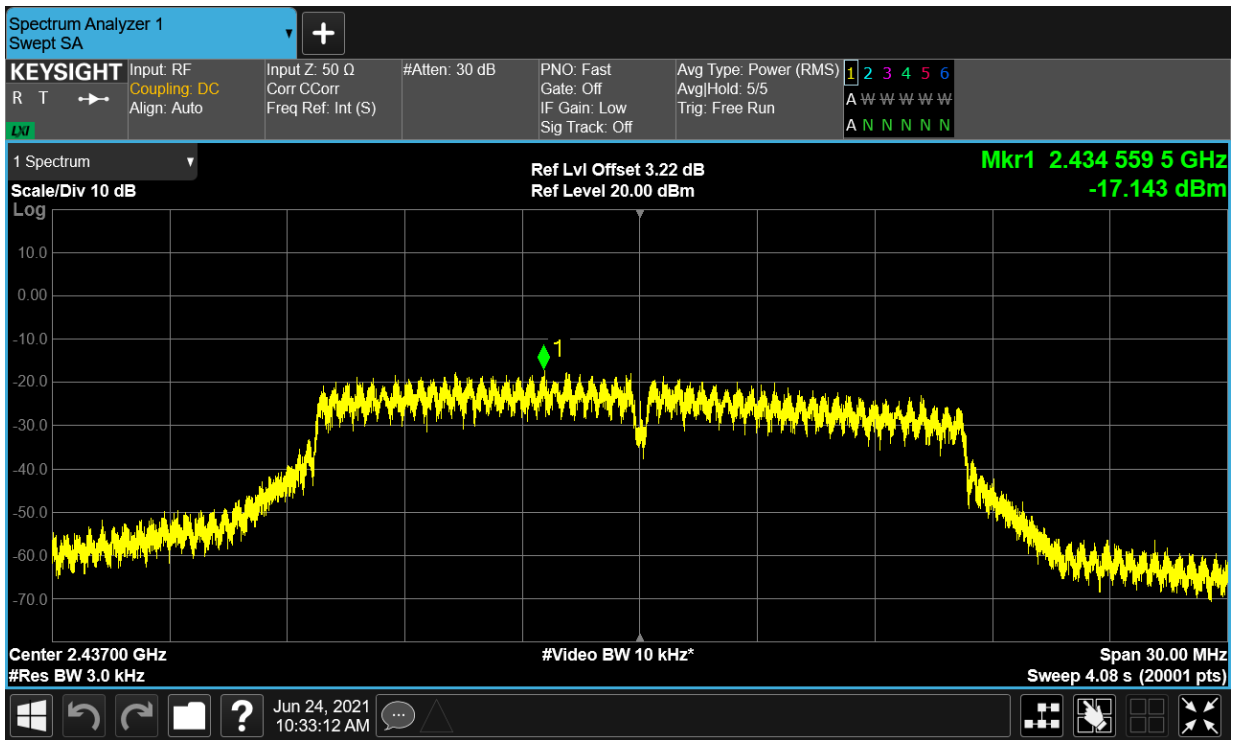 Spectrum Analyzer 1
Swept SA
+
KEYSIGHT
R T
LXI
Input: RF
Coupling: DC
Align: Auto
Input Z: 50 Ω
Corr CCorr
Freq Ref: Int (S)
#Atten: 30 dB
PNO: Fast
Gate: Off
IF Gain: Low
Sig Track: Off
Avg Type: Power (RMS)
Avg|Hold: 5/5
Trig: Free Run
1 2 3 4 5 6
A W W W W W
A N N N N N
1 Spectrum
Scale/Div 10 dB
Log
Ref Lvl Offset 3.22 dB
Ref Level 20.00 dBm
Mkr1 2.434 559 5 GHz
-17.143 dBm
10.0
0.00
-10.0
1
-20.0
-30.0
-40.0
-50.0
-60.0
-70.0
Center 2.43700 GHz
#Res BW 3.0 kHz
#Video BW 10 kHz*
Span 30.00 MHz
Sweep 4.08 s (20001 pts)
?
Jun 24, 2021
10:33:12 AM